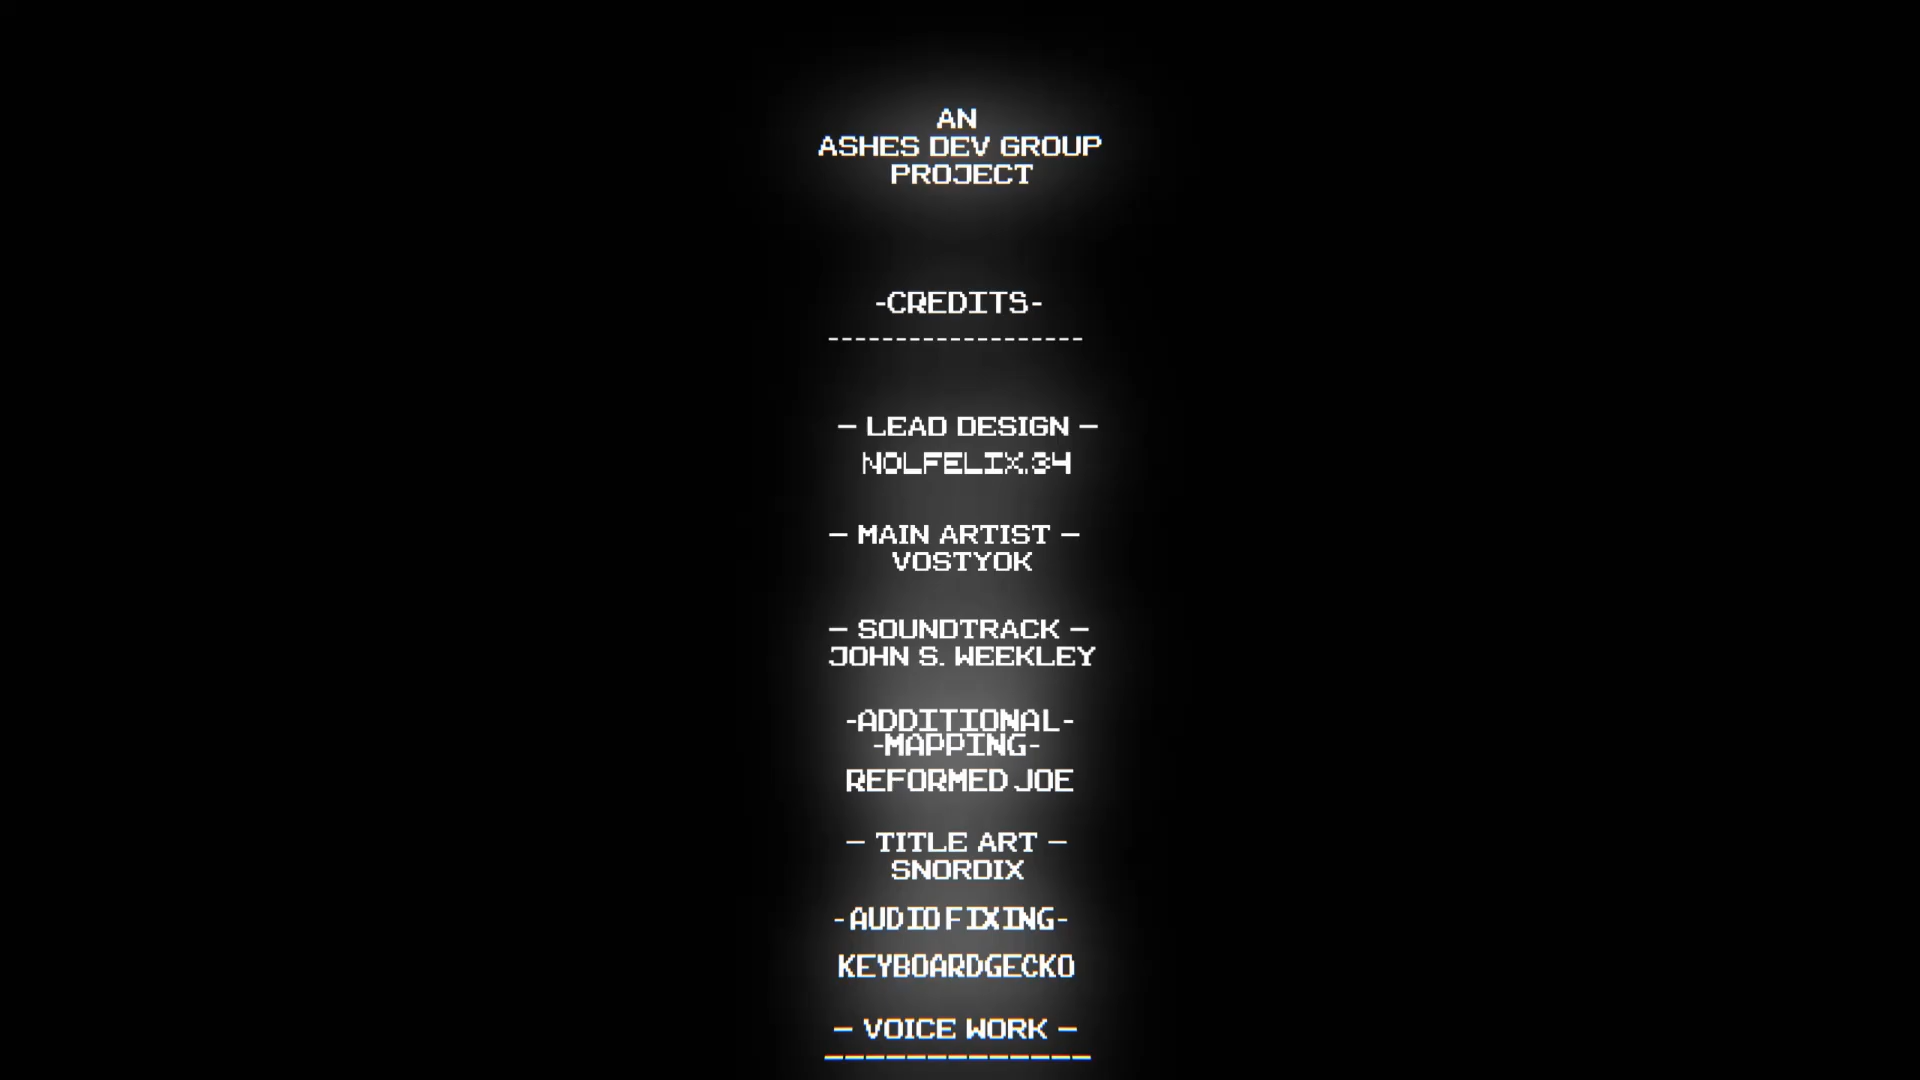 AN
ASHES DEV GROUP
PROJECT
-CREDITS-
-------------------
– LEAD DESIGN –
NOLFELIX.34
– MAIN ARTIST –
VOSTYOK
– SOUNDTRACK –
JOHN S. WEEKLEY
-ADDITIONAL-
-MAPPING-
REFORMED JOE
– TITLE ART –
SNORDIX
-AUDIO FIXING-
KEYBOARDGECKO
– VOICE WORK –
–––––––––––––